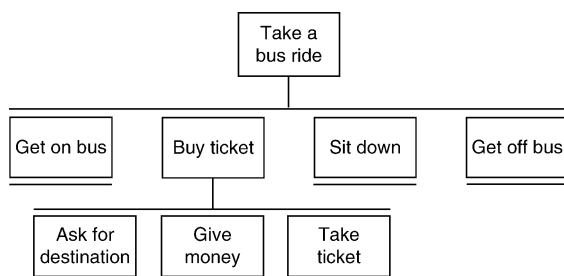 Take a
bus ride
Get on bus
Buy ticket
Sit down
Get off bus
Ask for
destination
Give
money
Take
ticket